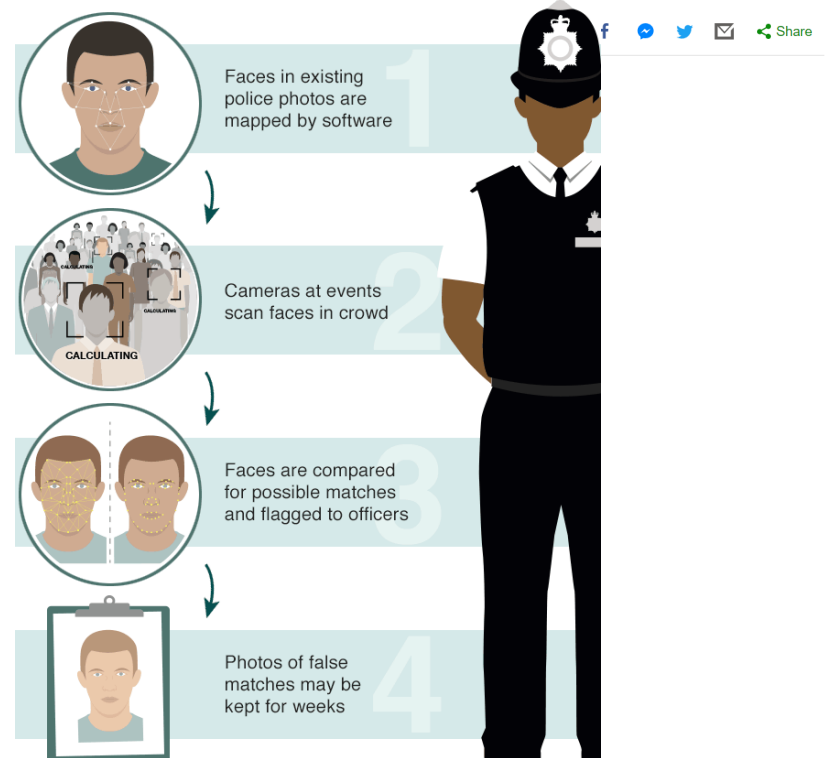 Share
1
Faces in existing
police photos are
mapped by software
CALCULATING
CALCULATING
CALCULATING
2
Cameras at events
scan faces in crowd
3
Faces are compared
for possible matches
and flagged to officers
4
Photos of false
matches may be
kept for weeks